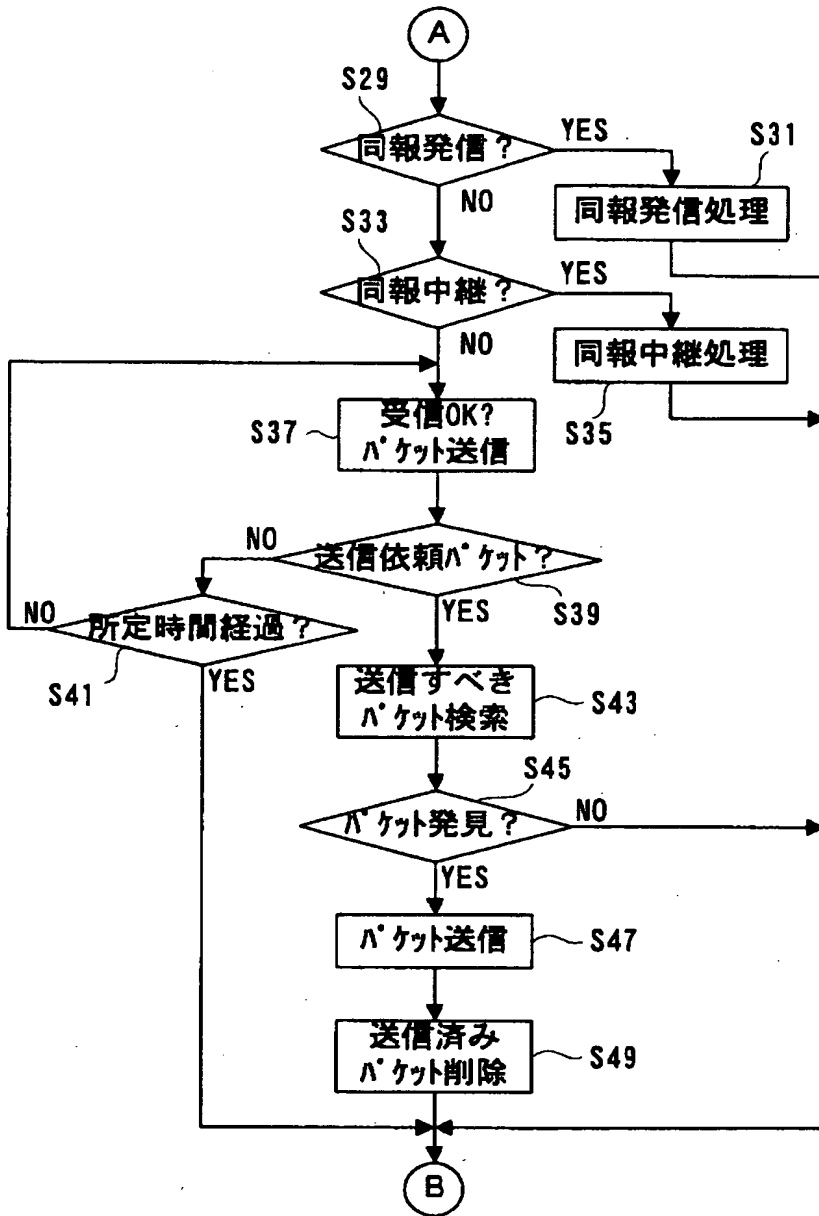 A
S29
同報発信?
YES
S31
同報発信処理
NO
S33
同報中継?
YES
同報中継処理
S35
NO
S37
受信OK?
パケット送信
送信依頼パケット?
NO
S39
YES
所定時間経過?
NO
S41
YES
送信すべき
パケット検索
S43
S45
パケット発見?
NO
YES
パケット送信
S47
送信済み
パケット削除
S49
B